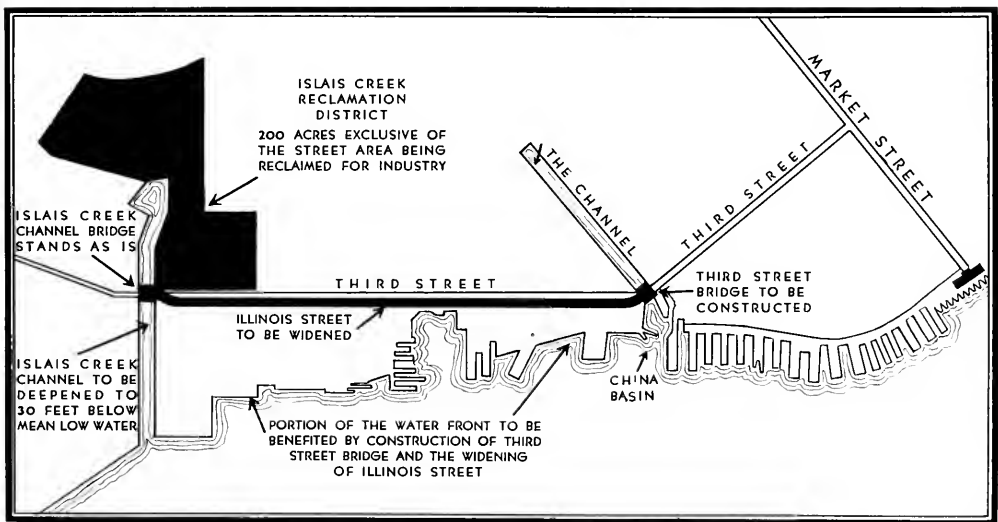 ISLAIS CREEK
RECLAMATION
DISTRICT
200 ACRES EXCLUSIVE OF
THE STREET AREA BEING
RECLAIMED FOR INDUSTRY
MARKET STREET
THE CHANNEL
THIRD STREET
ISLAIS CREEK
CHANNEL BRIDGE
STANDS AS IS
THIRD STREET
THIRD STREET
BRIDGE TO BE
CONSTRUCTED
ILLINOIS STREET
TO BE WIDENED
ISLAIS CREEK
CHANNEL TO BE
DEEPENED TO
30 FEET BELOW
MEAN LOW WATER
CHINA
BASIN
PORTION OF THE WATER FRONT TO BE
BENEFITED BY CONSTRUCTION OF THIRD
STREET BRIDGE AND THE WIDENING
OF ILLINOIS STREET